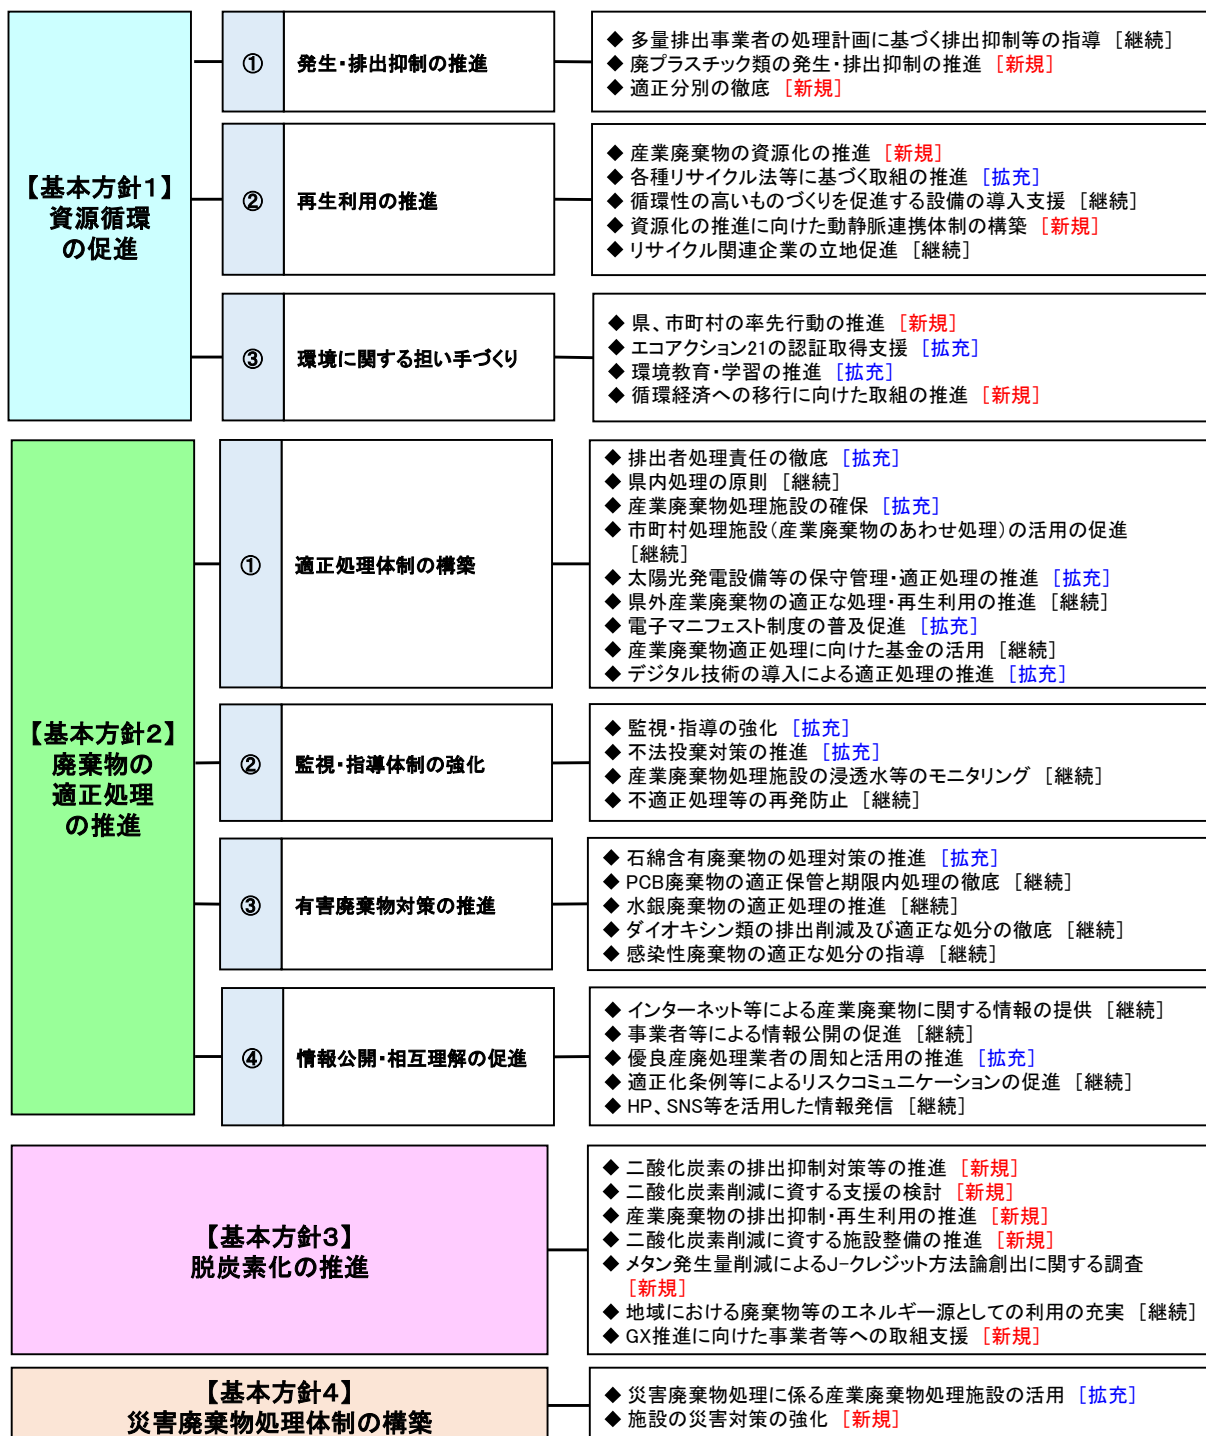 【基本方針1】
資源循環
の促進
① 発生・排出抑制の推進
◆ 多量排出事業者の処理計画に基づく排出抑制等の指導 [継続]
◆ 廃プラスチック類の発生・排出抑制の推進 [新規]
◆ 適正分別の徹底 [新規]
② 再生利用の推進
◆ 産業廃棄物の資源化の推進 [新規]
◆ 各種リサイクル法等に基づく取組の推進 [拡充]
◆ 循環性の高いものづくりを促進する設備の導入支援 [継続]
◆ 資源化の推進に向けた動静脈連携体制の構築 [新規]
◆ リサイクル関連企業の立地促進 [継続]
③ 環境に関する担い手づくり
◆ 県、市町村の率先行動の推進 [新規]
◆ エコアクション21の認証取得支援 [拡充]
◆ 環境教育・学習の推進 [拡充]
◆ 循環経済への移行に向けた取組の推進 [新規]
【基本方針2】
廃棄物の
適正処理
の推進
① 適正処理体制の構築
◆ 排出者処理責任の徹底 [拡充]
◆ 県内処理の原則 [継続]
◆ 産業廃棄物処理施設の確保 [拡充]
◆ 市町村処理施設(産業廃棄物のあわせ処理)の活用の促進
[継続]
◆ 太陽光発電設備等の保守管理・適正処理の推進 [拡充]
◆ 県外産業廃棄物の適正な処理・再生利用の推進 [継続]
◆ 電子マニフェスト制度の普及促進 [拡充]
◆ 産業廃棄物適正処理に向けた基金の活用 [継続]
◆ デジタル技術の導入による適正処理の推進 [拡充]
② 監視・指導体制の強化
◆ 監視・指導の強化 [拡充]
◆ 不法投棄対策の推進 [拡充]
◆ 産業廃棄物処理施設の浸透水等のモニタリング [継続]
◆ 不適正処理等の再発防止 [継続]
③ 有害廃棄物対策の推進
◆ 石綿含有廃棄物の処理対策の推進 [拡充]
◆ PCB廃棄物の適正保管と期限内処理の徹底 [継続]
◆ 水銀廃棄物の適正処理の推進 [継続]
◆ ダイオキシン類の排出削減及び適正な処分の徹底 [継続]
◆ 感染性廃棄物の適正な処分の指導 [継続]
④ 情報公開・相互理解の促進
◆ インターネット等による産業廃棄物に関する情報の提供 [継続]
◆ 事業者等による情報公開の促進 [継続]
◆ 優良産廃処理業者の周知と活用の推進 [拡充]
◆ 適正化条例等によるリスクコミュニケーションの促進 [継続]
◆ HP、SNS等を活用した情報発信 [継続]
【基本方針3】
脱炭素化の推進
◆ 二酸化炭素の排出抑制対策等の推進 [新規]
◆ 二酸化炭素削減に資する支援の検討 [新規]
◆ 産業廃棄物の排出抑制・再生利用の推進 [新規]
◆ 二酸化炭素削減に資する施設整備の推進 [新規]
◆ メタン発生量削減によるJ-クレジット方法論創出に関する調査
[新規]
◆ 地域における廃棄物等のエネルギー源としての利用の充実 [継続]
◆ GX推進に向けた事業者等への取組支援 [新規]
【基本方針4】
災害廃棄物処理体制の構築
◆ 災害廃棄物処理に係る産業廃棄物処理施設の活用 [拡充]
◆ 施設の災害対策の強化 [新規]